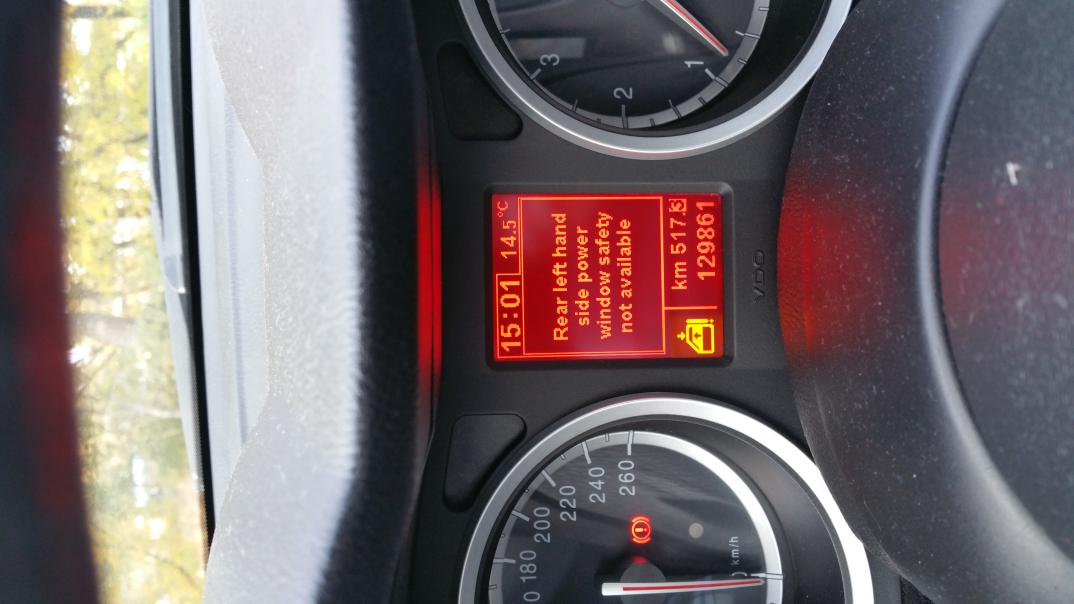 15:01 14.5°C
Rear left hand
side power
window safety
not available
km 517.3
129861
VDO
3
2
1
180
200
220
240
260
km/h